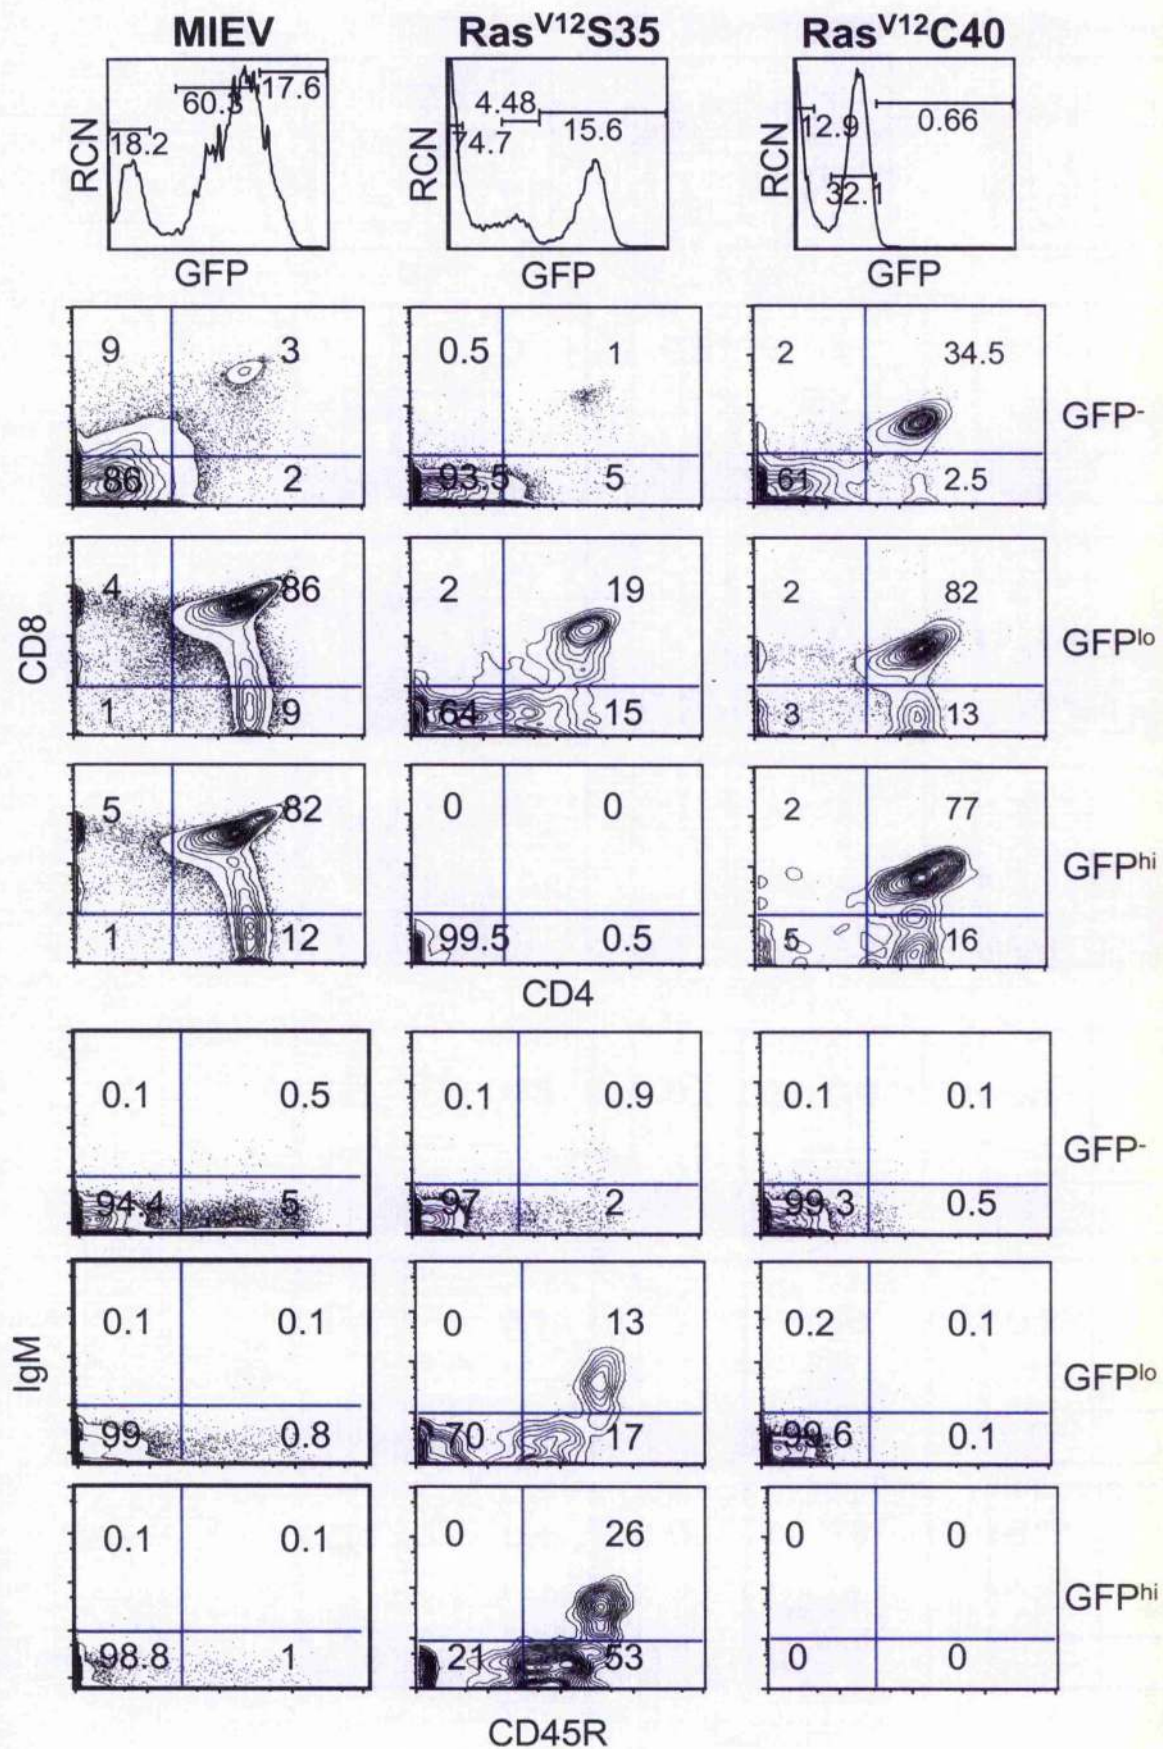 MIEV RasV12S35 RasV12C40
RCN 18.2 60.3 17.6
RCN 74.7 4.48 15.6
RCN 12.9 32.1 0.66
GFP GFP GFP
9 3 0.5 1 2 34.5
86 2 93.5 5 61 2.5
GFP-
CD8
4 86 2 19 2 82
1 9 64 15 3 13
GFPlo
5 82 0 0 2 77
1 12 99.5 0.5 5 16
GFPhi
CD4
0.1 0.5 0.1 0.9 0.1 0.1
94.4 5 97 2 99.3 0.5
GFP-
IgM
0.1 0.1 0 13 0.2 0.1
99 0.8 70 17 99.6 0.1
GFPlo
0.1 0.1 0 26 0 0
98.8 1 21 53 0 0
GFPhi
CD45R